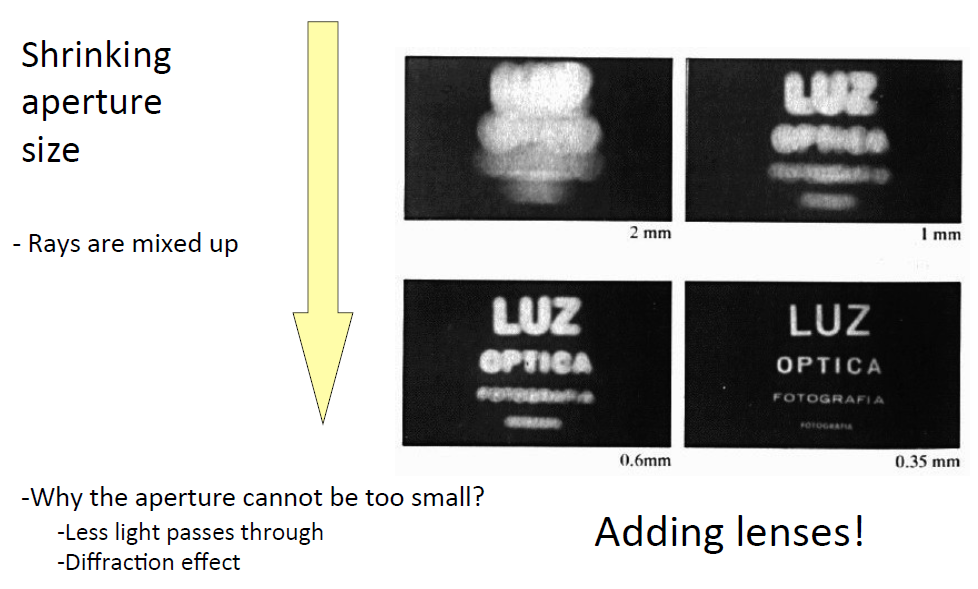 Shrinking
aperture
size
- Rays are mixed up
LUZ
2 mm
LUZ
OPTICA
1 mm
LUZ
OPTICA
0.6mm
LUZ
OPTICA
FOTOGRAFIA
FOTOGRAFIA
0.35 mm
-Why the aperture cannot be too small?
-Less light passes through
-Diffraction effect
Adding lenses!